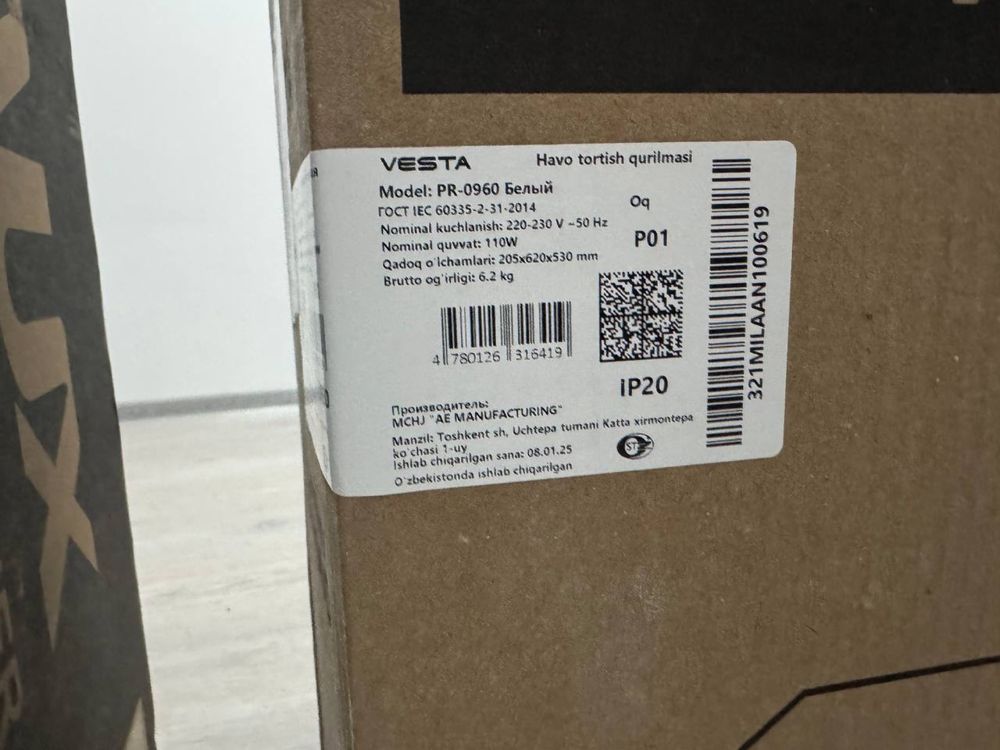 VESTA
Havo tortish qurilmasi
Model: PR-0960 Белый
ГОСТ IEC 60335-2-31-2014
Oq
Nominal kuchlanish: 220-230 V ~50 Hz
Nominal quvvat: 110W
P01
Qadoq o'lchamlari: 205x620x530 mm
Brutto og'irligi: 6.2 kg
4 780126 316419
321MILAAN100619
iP20
Производитель:
MCHJ "AE MANUFACTURING"
Manzil: Toshkent sh, Uchtepa tumani Katta xirmontepa
ko'chasi 1-uy
Ishlab chiqarilgan sana: 08.01.25
O'zbekistonda ishlab chiqarilgan
ST